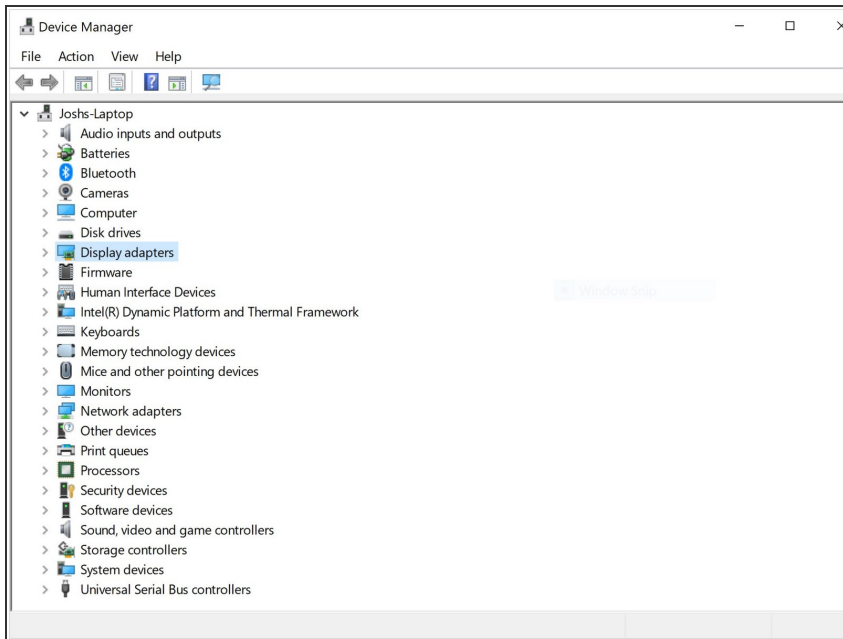 Device Manager
File Action View Help
Joshs-Laptop
Audio inputs and outputs
Batteries
Bluetooth
Cameras
Computer
Disk drives
Display adapters
Firmware
Human Interface Devices
Window Snip
Intel(R) Dynamic Platform and Thermal Framework
Keyboards
Memory technology devices
Mice and other pointing devices
Monitors
Network adapters
Other devices
Print queues
Processors
Security devices
Software devices
Sound, video and game controllers
Storage controllers
System devices
Universal Serial Bus controllers